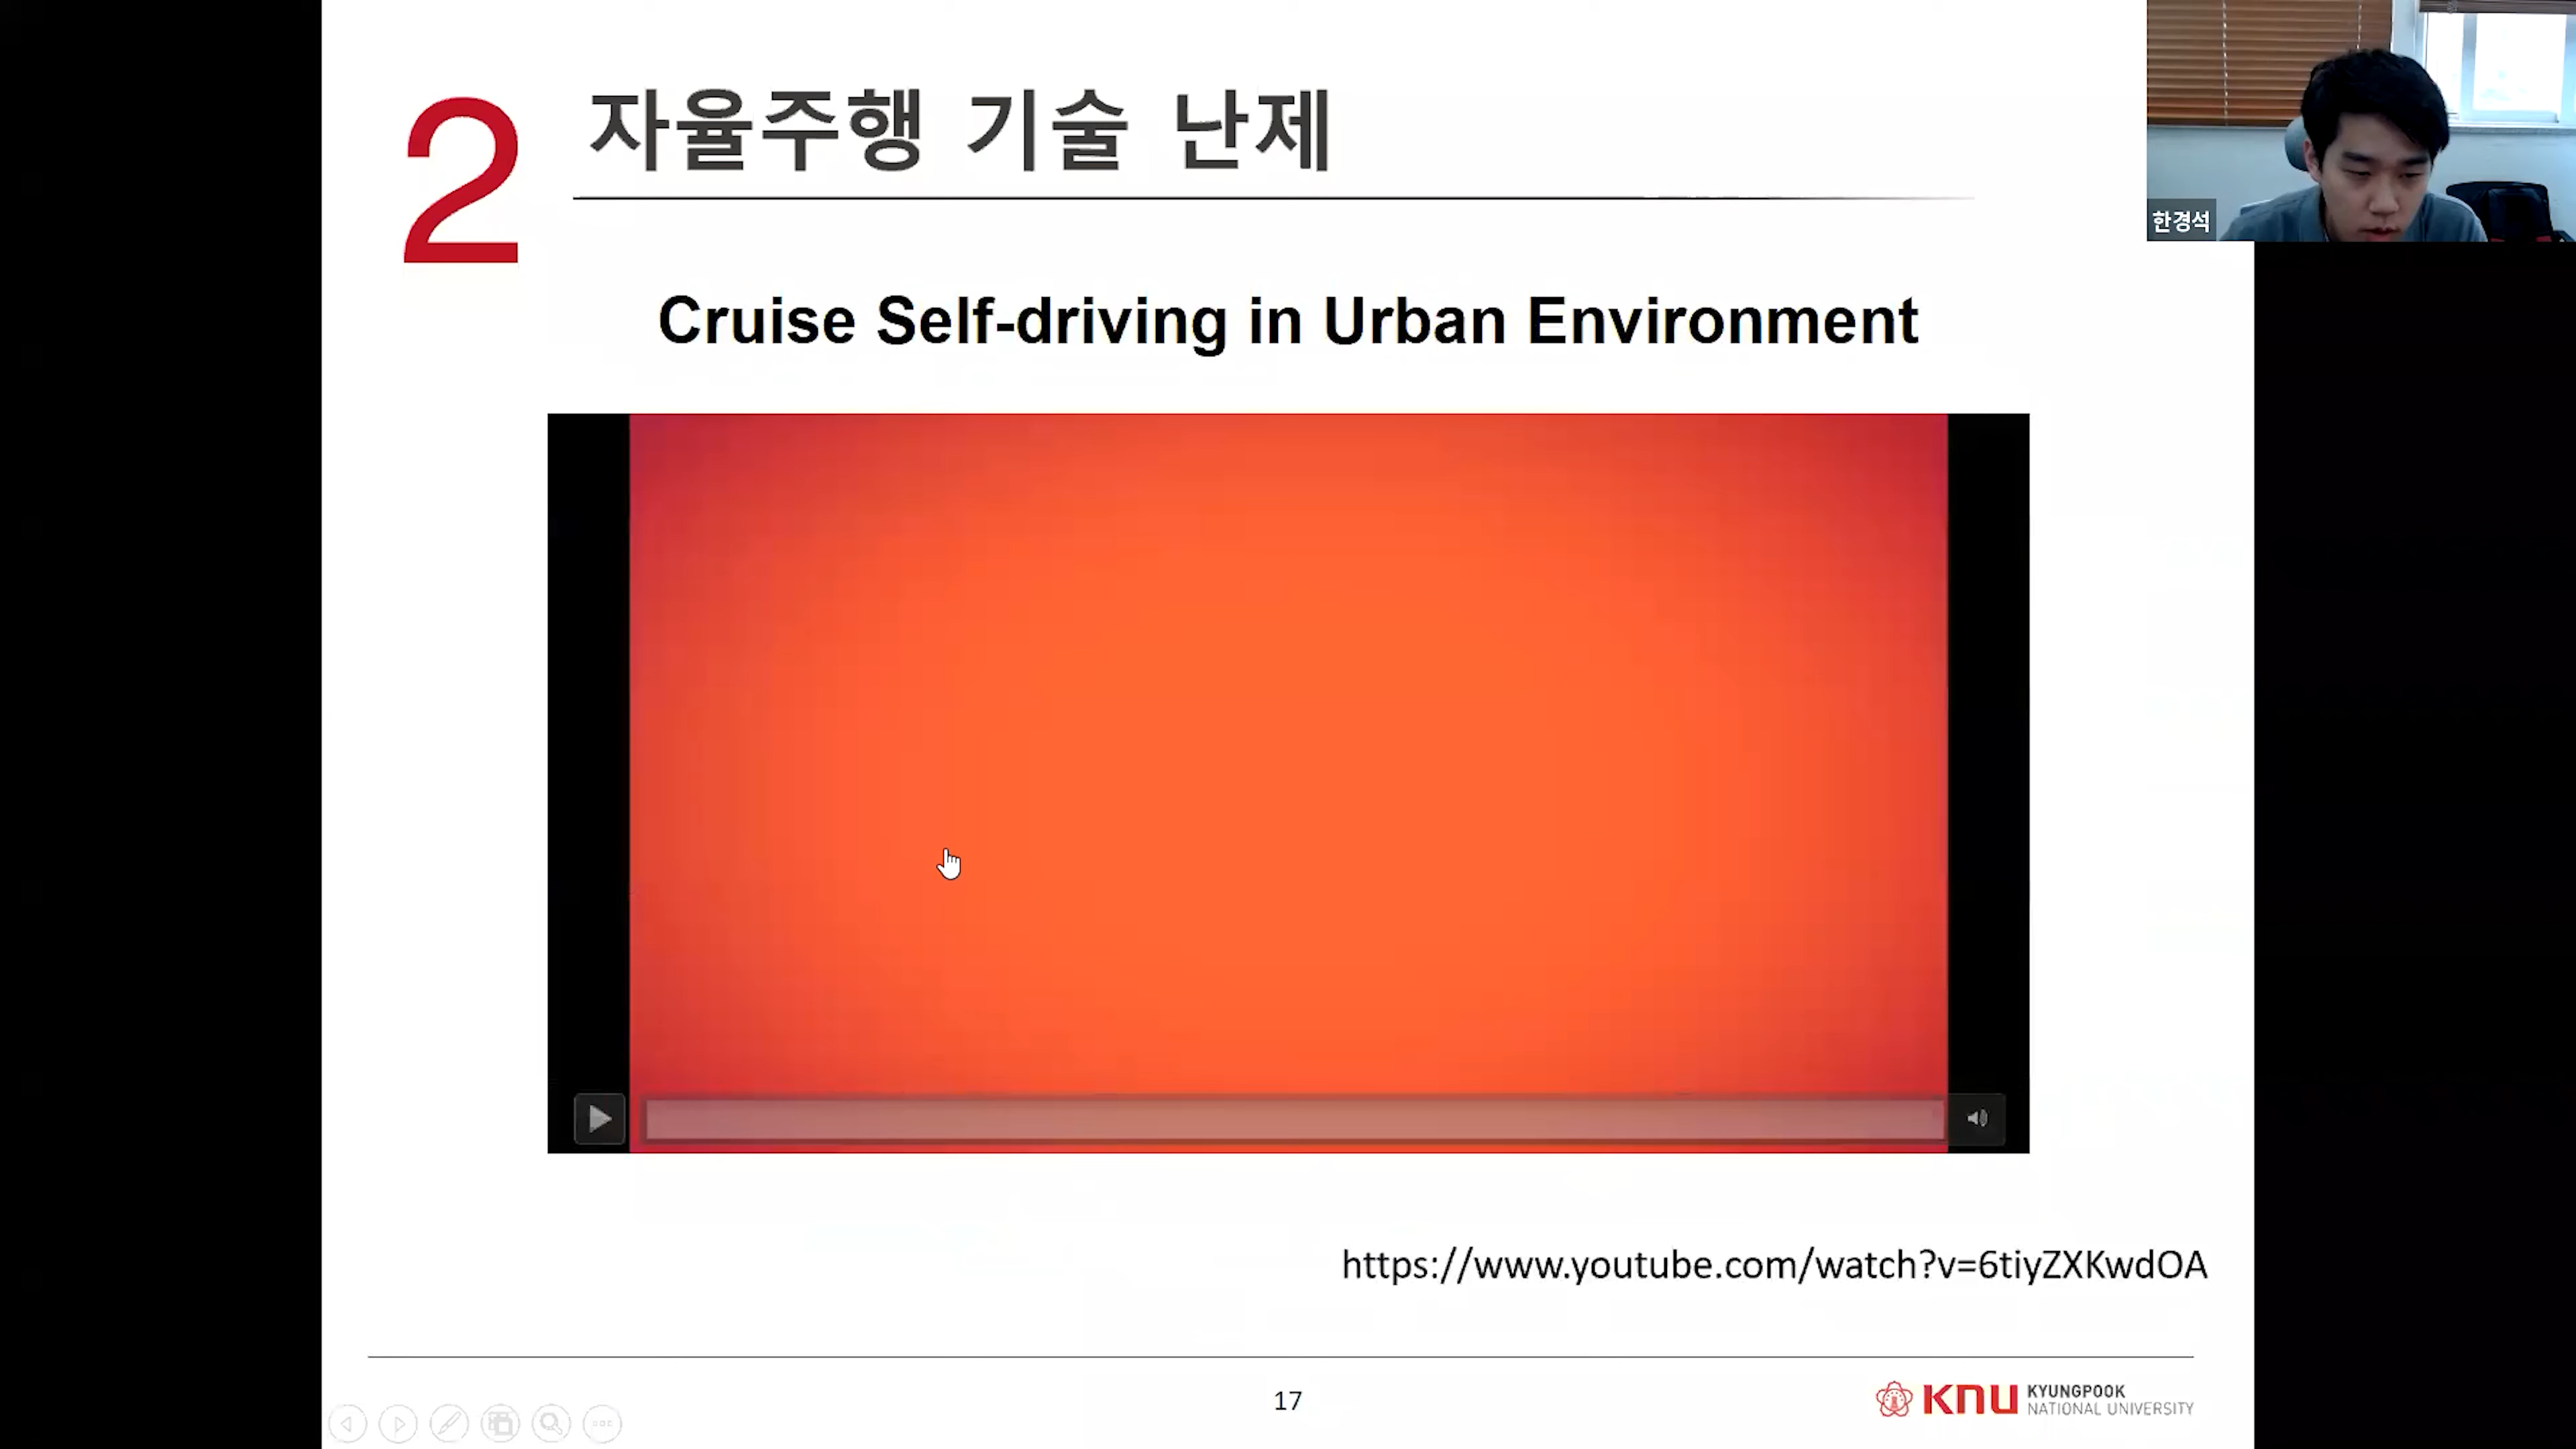 2
자율주행 기술 난제
한경석
Cruise Self-driving in Urban Environment
https://www.youtube.com/watch?v=6tiyZXKwdOA
17
KNU KYUNGPOOK
NATIONAL UNIVERSITY